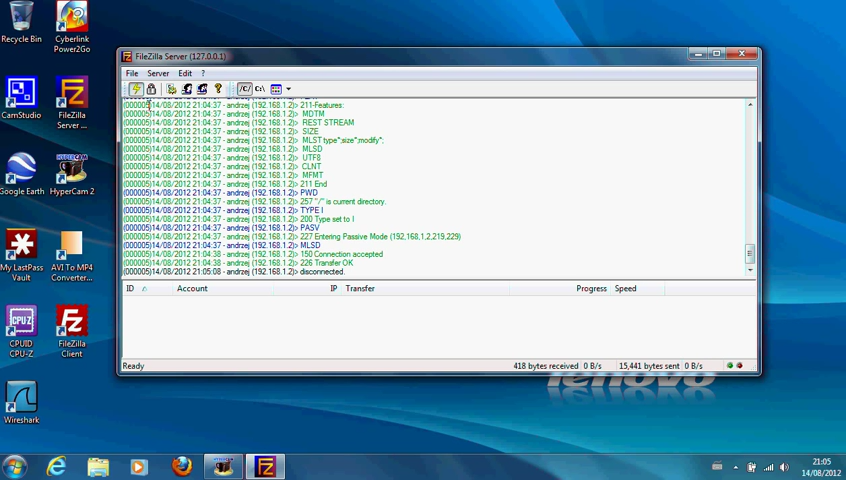 Recycle Bin
Cyberlink
Power2Go
CamStudio
FileZilla
Server ...
Google Earth
HyperCam 2
My LastPass
Vault
AVI To MP4
Converter...
CPUID
CPU-Z
FileZilla
Client
Wireshark
FileZilla Server (127.0.0.1)
File Server Edit ?
/C/ C:\
(000005)14/08/2012 21:04:37 - andrzej (192.168.1.2)> 211-Features:
(000005)14/08/2012 21:04:37 - andrzej (192.168.1.2)> MDTM
(000005)14/08/2012 21:04:37 - andrzej (192.168.1.2)> REST STREAM
(000005)14/08/2012 21:04:37 - andrzej (192.168.1.2)> SIZE
(000005)14/08/2012 21:04:37 - andrzej (192.168.1.2)> MLST type*;size*;modify*;
(000005)14/08/2012 21:04:37 - andrzej (192.168.1.2)> MLSD
(000005)14/08/2012 21:04:37 - andrzej (192.168.1.2)> UTF8
(000005)14/08/2012 21:04:37 - andrzej (192.168.1.2)> CLNT
(000005)14/08/2012 21:04:37 - andrzej (192.168.1.2)> MFMT
(000005)14/08/2012 21:04:37 - andrzej (192.168.1.2)> 211 End
(000005)14/08/2012 21:04:37 - andrzej (192.168.1.2)> PWD
(000005)14/08/2012 21:04:37 - andrzej (192.168.1.2)> 257 "/" is current directory.
(000005)14/08/2012 21:04:37 - andrzej (192.168.1.2)> TYPE I
(000005)14/08/2012 21:04:37 - andrzej (192.168.1.2)> 200 Type set to I
(000005)14/08/2012 21:04:37 - andrzej (192.168.1.2)> PASV
(000005)14/08/2012 21:04:37 - andrzej (192.168.1.2)> 227 Entering Passive Mode (192,168,1,2,219,229)
(000005)14/08/2012 21:04:37 - andrzej (192.168.1.2)> MLSD
(000005)14/08/2012 21:04:38 - andrzej (192.168.1.2)> 150 Connection accepted
(000005)14/08/2012 21:04:38 - andrzej (192.168.1.2)> 226 Transfer OK
(000005)14/08/2012 21:05:08 - andrzej (192.168.1.2)> disconnected.
ID Account IP Transfer Progress Speed
Ready 418 bytes received 0 B/s 15,441 bytes sent 0 B/s
lenovo
21:05
14/08/2012